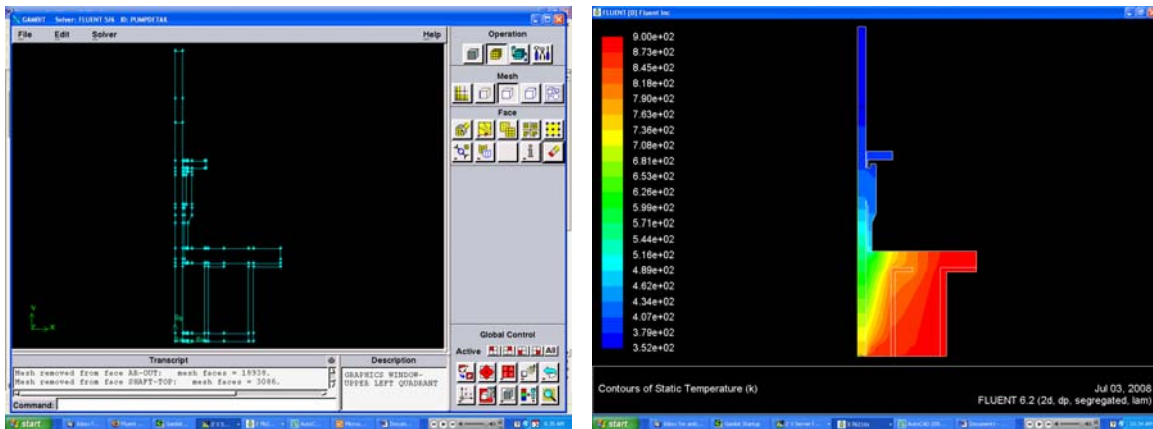 GAMBIT Solver: FLUENT 5/6 ID: PUMPDETAIL
File Edit Solver Help
Operation
Mesh
Face
Global Control
Active All
Transcript
Mesh removed from face AR-OUT: mesh faces = 18938.
Mesh removed from face SHAFT-TOP: mesh faces = 3086.
Command:
Description
GRAPHICS WINDOW-
UPPER LEFT QUADRANT
start
FLUENT [0] Fluent Inc
9.00e+02
8.73e+02
8.45e+02
8.18e+02
7.90e+02
7.63e+02
7.36e+02
7.08e+02
6.81e+02
6.53e+02
6.26e+02
5.99e+02
5.71e+02
5.44e+02
5.16e+02
4.89e+02
4.62e+02
4.34e+02
4.07e+02
3.79e+02
3.52e+02
Contours of Static Temperature (k)
Jul 03, 2008
FLUENT 6.2 (2d, dp, segregated, lam)
start